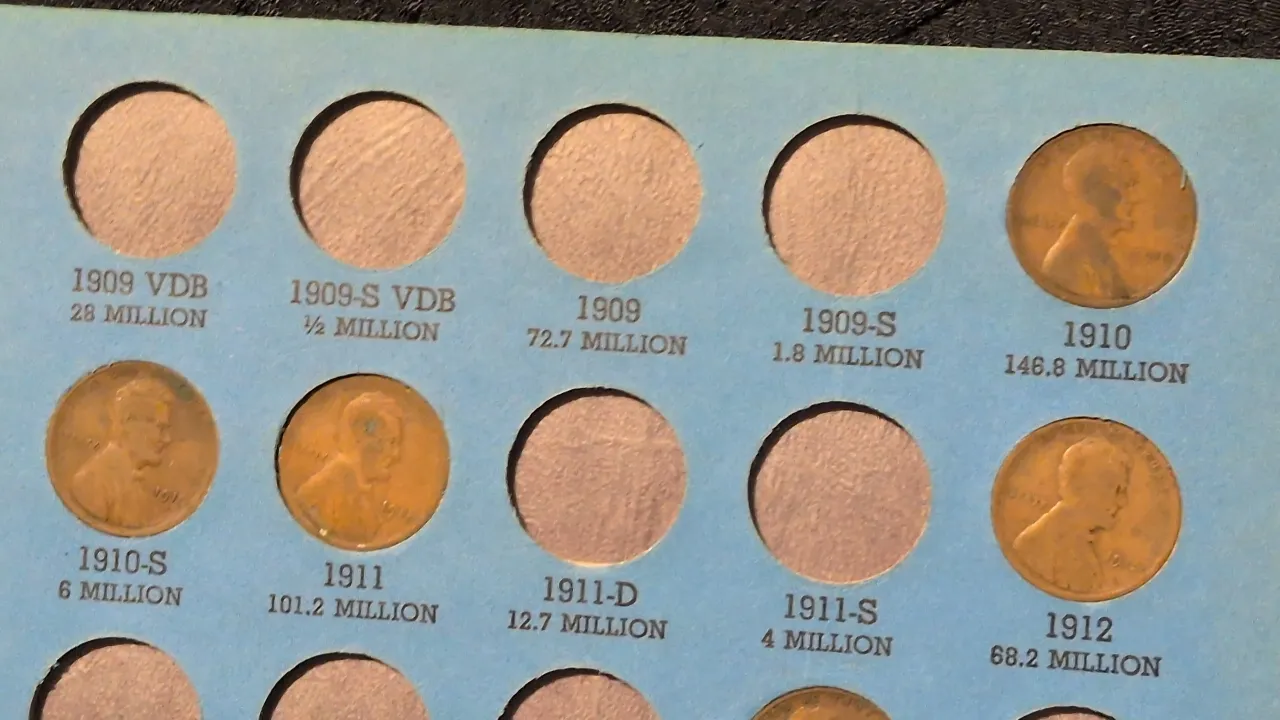 1909 VDB
28 MILLION
1909-S VDB
½ MILLION
1909
72.7 MILLION
1909-S
1.8 MILLION
1910
146.8 MILLION
1910-S
6 MILLION
1911
101.2 MILLION
1911-D
12.7 MILLION
1911-S
4 MILLION
1912
68.2 MILLION